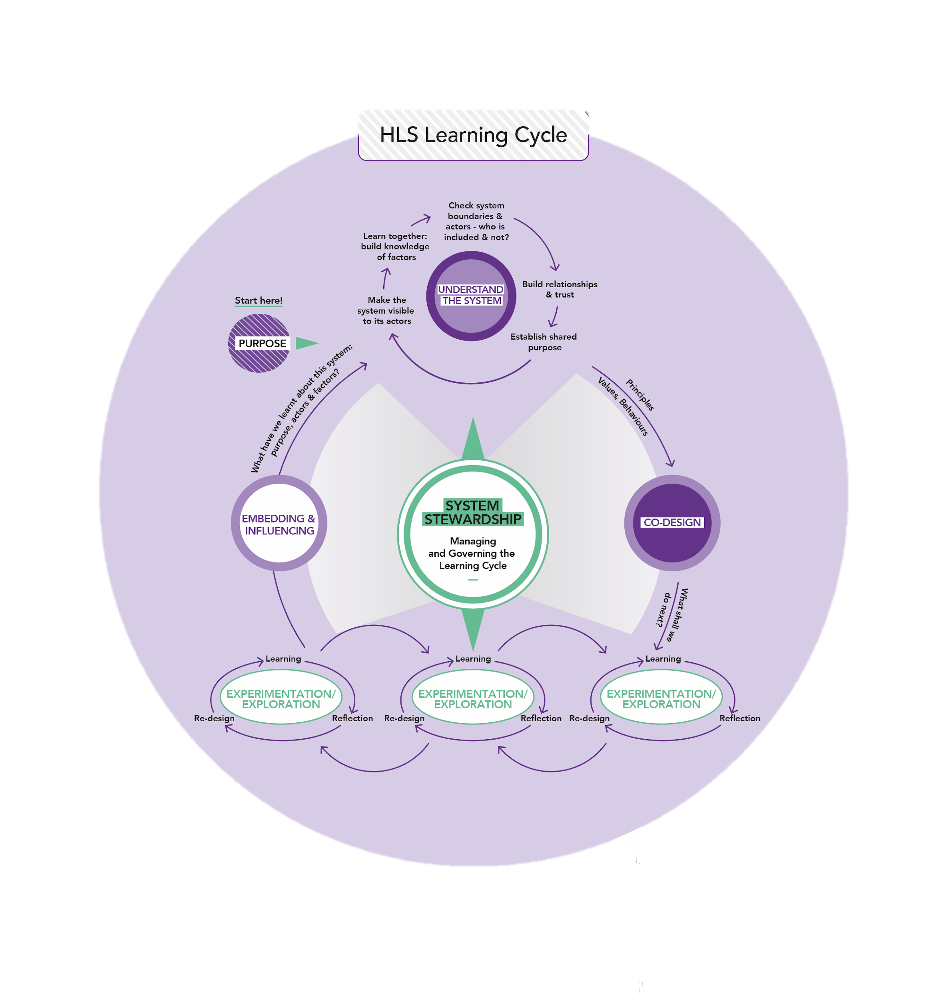 HLS Learning Cycle
Check system
boundaries &
actors - who is
included & not?
Learn together:
build knowledge
of factors
Build relationships
& trust
UNDERSTAND
THE SYSTEM
Make the
system visible
to its actors
Establish shared
purpose
Start here!
PURPOSE
What have we learnt about this system:
purpose, actors & factors?
Principles
Values, Behaviours
EMBEDDING &
INFLUENCING
SYSTEM
STEWARDSHIP
Managing
and Governing the
Learning Cycle
CO-DESIGN
What shall we
do next?
Learning
EXPERIMENTATION/
EXPLORATION
Re-design
Reflection
Learning
EXPERIMENTATION/
EXPLORATION
Re-design
Reflection
Learning
EXPERIMENTATION/
EXPLORATION
Re-design
Reflection